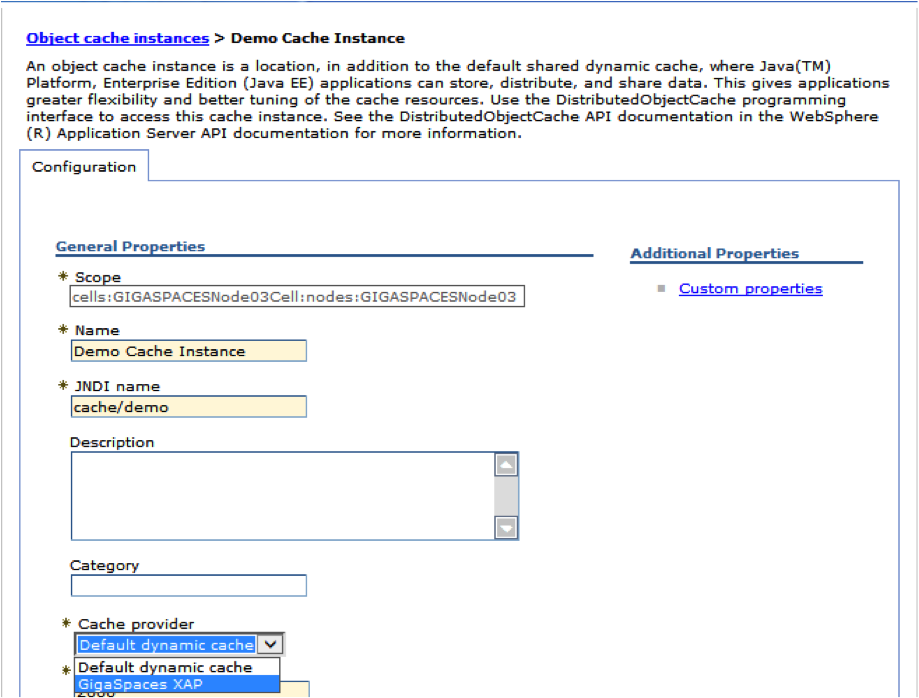 Object cache instances > Demo Cache Instance
An object cache instance is a location, in addition to the default shared dynamic cache, where Java(TM)
Platform, Enterprise Edition (Java EE) applications can store, distribute, and share data. This gives applications
greater flexibility and better tuning of the cache resources. Use the DistributedObjectCache programming
interface to access this cache instance. See the DistributedObjectCache API documentation in the WebSphere
(R) Application Server API documentation for more information.
Configuration
General Properties
Additional Properties
* Scope
cells:GIGASPACESNode03Cell:nodes:GIGASPACESNode03
Custom properties
* Name
Demo Cache Instance
* JNDI name
cache/demo
Description
Category
* Cache provider
Default dynamic cache
* Default dynamic cache
GigaSpaces XAP